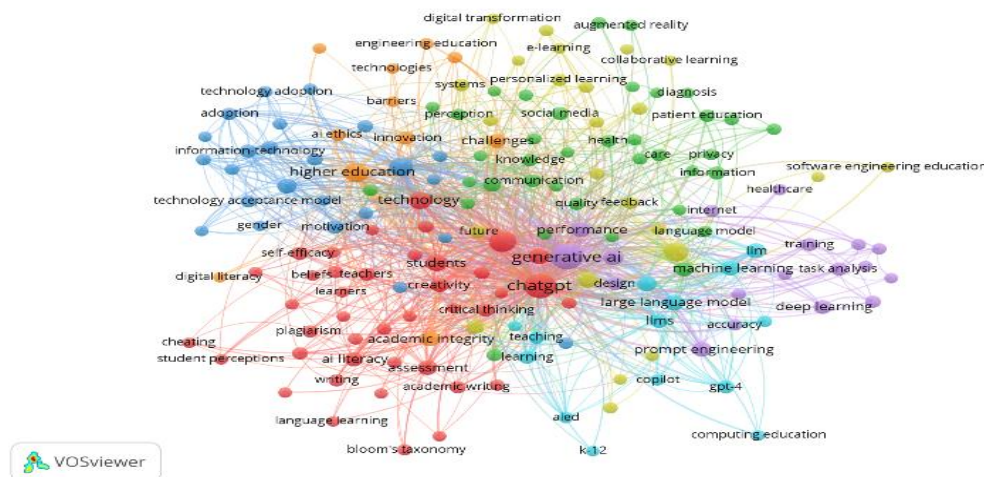 digital transformation
augmented reality
engineering education
e-learning
collaborative learning
technologies
systems
personalized learning
technology adoption
barriers
diagnosis
adoption
perception
social media
patient education
ai ethics
innovation
challenges
health
information technology
knowledge
care
privacy
higher education
communication
information
software engineering education
technology acceptance model
technology
quality
feedback
healthcare
internet
gender
motivation
future
performance
language model
self-efficacy
students
generative ai
llm
training
digital literacy
beliefs
teachers
machine learning
task analysis
learners
creativity
chatgpt
design
critical thinking
large language model
deep learning
plagiarism
llms
accuracy
cheating
academic integrity
teaching
student perceptions
ai literacy
learning
prompt engineering
assessment
writing
academic writing
copilot
gpt-4
language learning
aied
computing education
bloom's taxonomy
k-12
VOSviewer